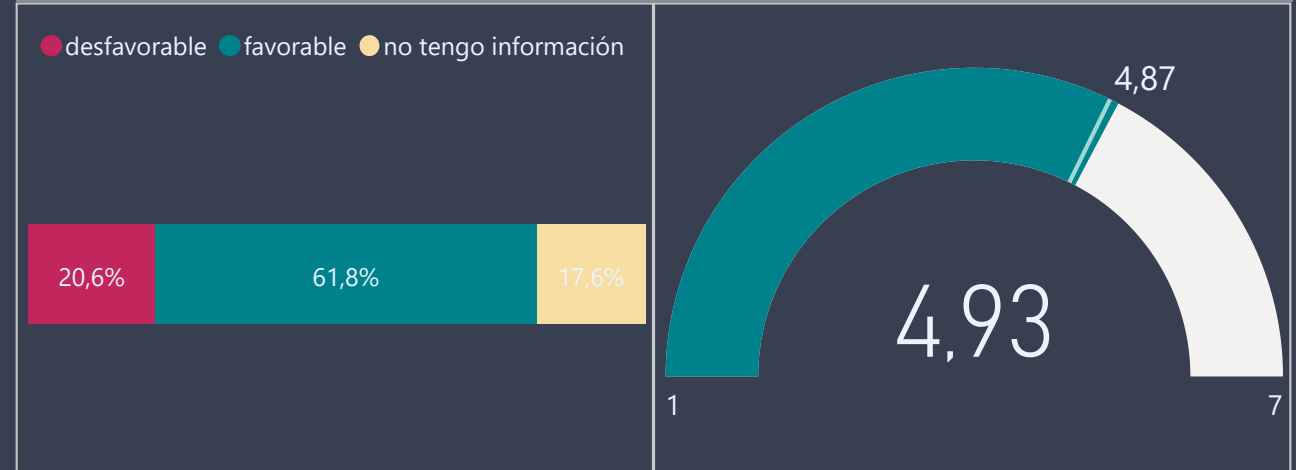 desfavorable favorable no tengo información
20,6% 61,8% 17,6%
4,87
4,93
1 7